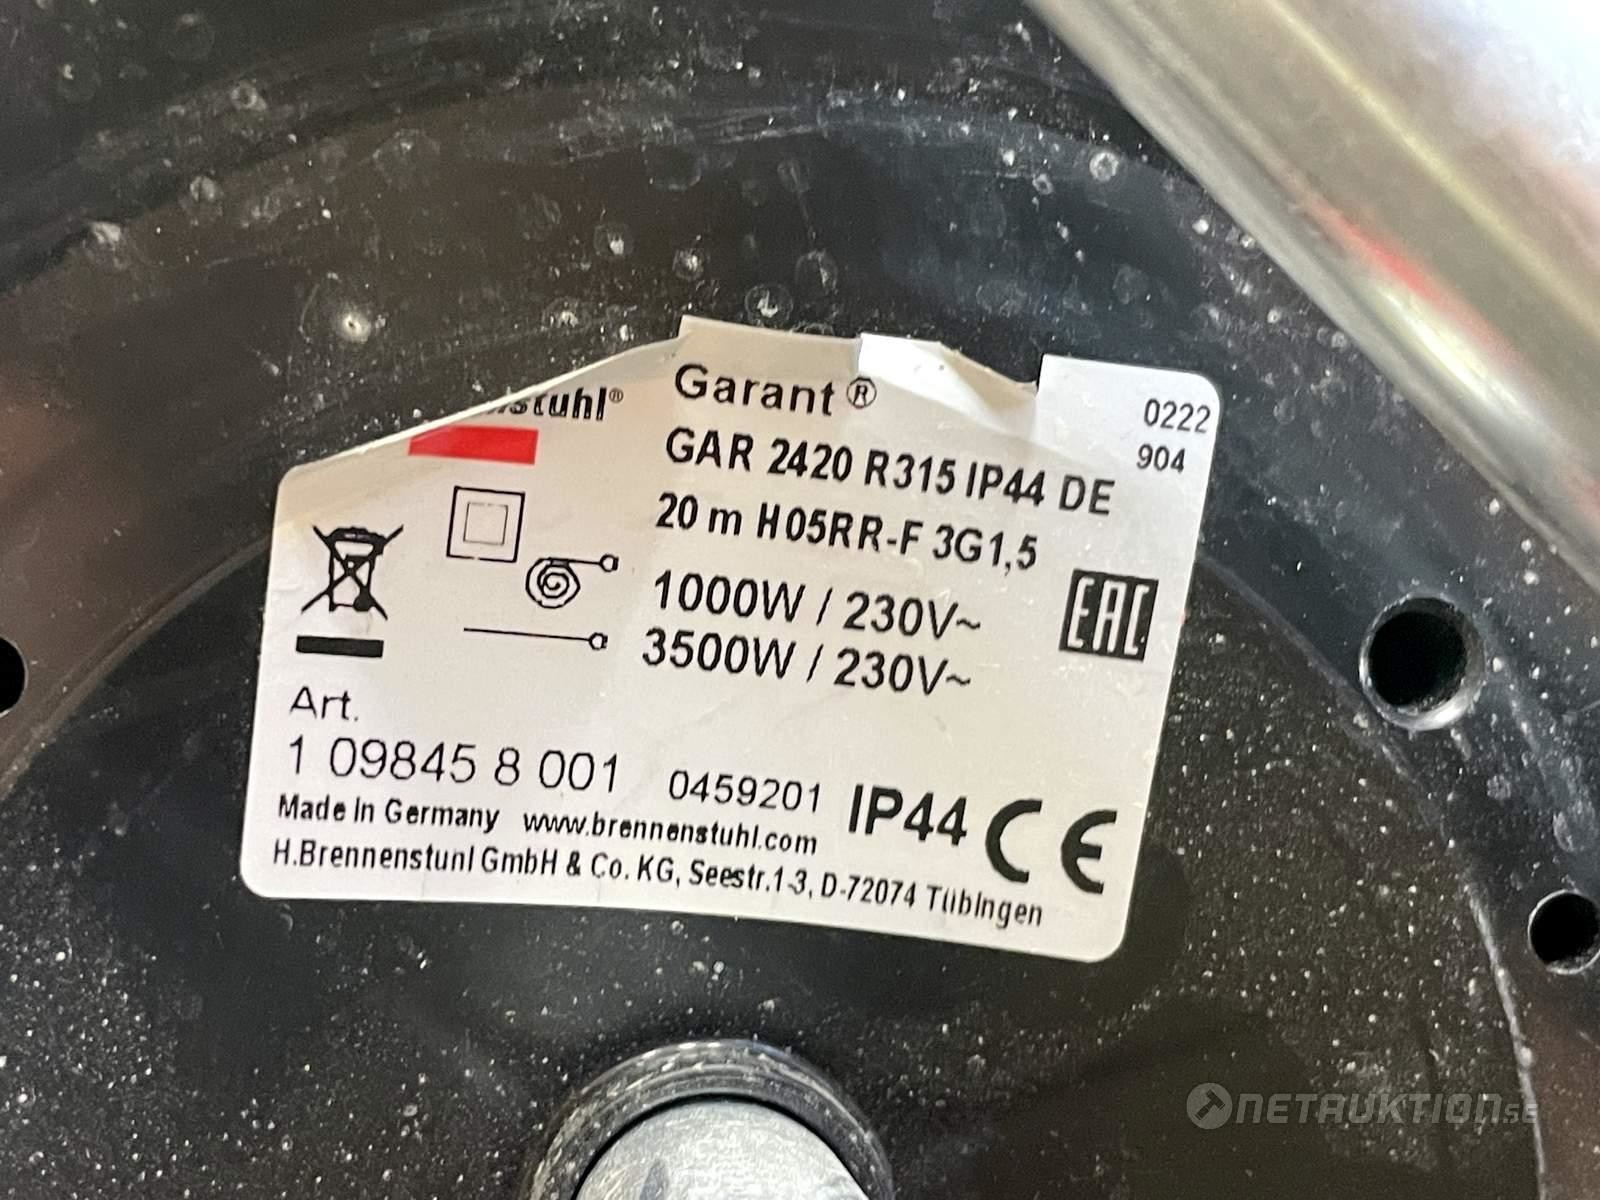 Garant®
GAR 2420 R315 IP44 DE
20 m H05RR-F 3G1,5
1000W / 230V~
3500W / 230V~
0222
904
EAC
Art.
1 09845 8 001 0459201 IP44 CE
Made in Germany www.brennenstuhl.com
H.Brennenstuhl GmbH & Co. KG, Seestr.1-3, D-72074 Tübingen
NETAUKTION.SE